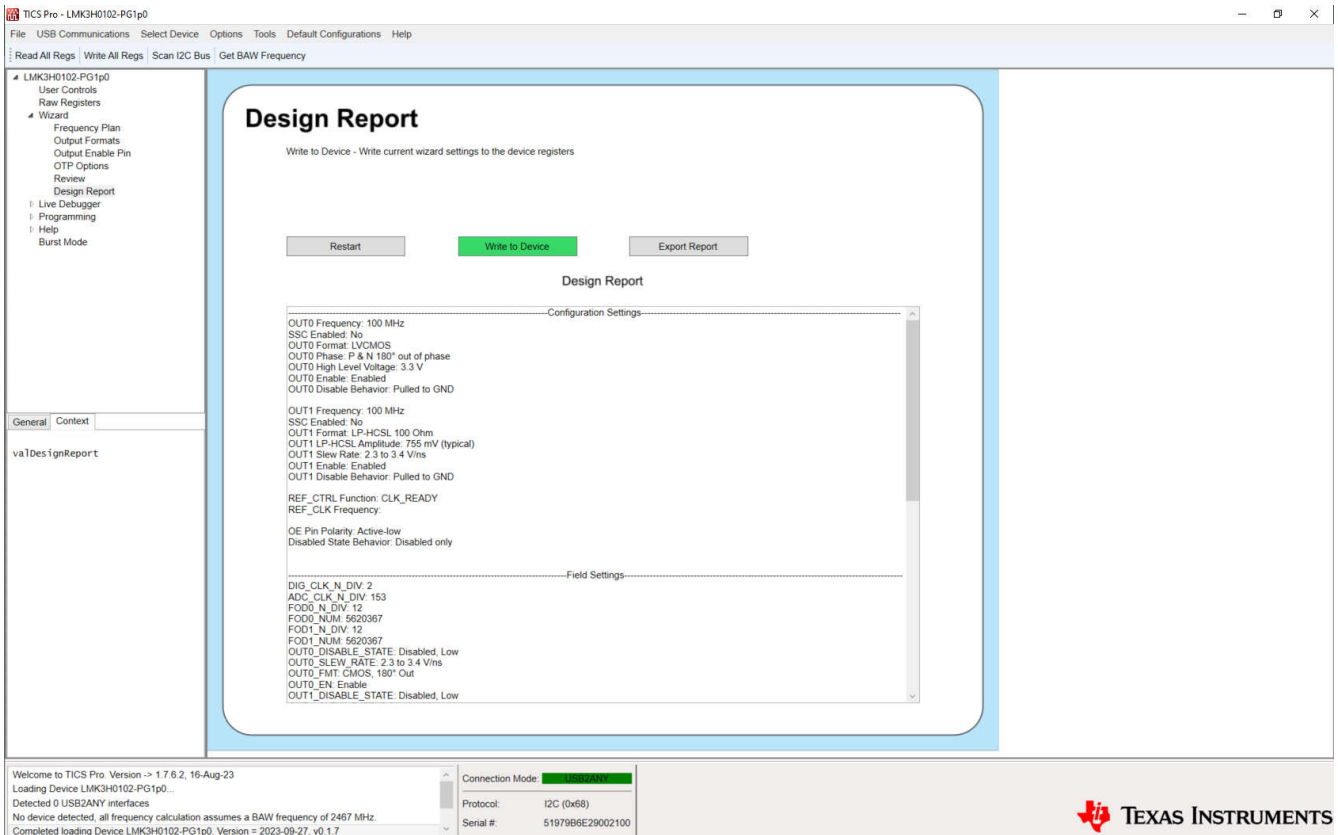 TICS Pro - LMK3H0102-PG1p0
File USB Communications Select Device Options Tools Default Configurations Help
Read All Regs Write All Regs Scan I2C Bus Get BAW Frequency
LMK3H0102-PG1p0
User Controls
Raw Registers
Wizard
Frequency Plan
Output Formats
Output Enable Pin
OTP Options
Review
Design Report
Live Debugger
Programming
Help
Burst Mode
General Context
valDesignReport
Design Report
Write to Device - Write current wizard settings to the device registers
Restart Write to Device Export Report
Design Report
Configuration Settings
OUT0 Frequency: 100 MHz
SSC Enabled: No
OUT0 Format: LVCMOS
OUT0 Phase: P & N 180° out of phase
OUT0 High Level Voltage: 3.3 V
OUT0 Enable: Enabled
OUT0 Disable Behavior: Pulled to GND
OUT1 Frequency: 100 MHz
SSC Enabled: No
OUT1 Format: LP-HCSL 100 Ohm
OUT1 LP-HCSL Amplitude: 755 mV (typical)
OUT1 Slew Rate: 2.3 to 3.4 V/ns
OUT1 Enable: Enabled
OUT1 Disable Behavior: Pulled to GND
REF_CTRL Function: CLK_READY
REF_CLK Frequency:
OE Pin Polarity: Active-low
Disabled State Behavior: Disabled only
Field Settings
DIG_CLK_N_DIV: 2
ADC_CLK_N_DIV: 153
FOD0_N_DIV: 12
FOD0_NUM: 5620367
FOD1_N_DIV: 12
FOD1_NUM: 5620367
OUT0_DISABLE_STATE: Disabled, Low
OUT0_SLEW_RATE: 2.3 to 3.4 V/ns
OUT0_FMT: CMOS, 180° Out
OUT0_EN: Enable
OUT1_DISABLE_STATE: Disabled, Low
Welcome to TICS Pro. Version -> 1.7.6.2, 16-Aug-23
Loading Device LMK3H0102-PG1p0...
Detected 0 USB2ANY interfaces
No device detected, all frequency calculation assumes a BAW frequency of 2467 MHz.
Completed loading Device LMK3H0102-PG1p0. Version = 2023-09-27, v0.1.7
Connection Mode: USB2ANY
Protocol: I2C (0x68)
Serial #: 51979B6E29002100
TEXAS INSTRUMENTS